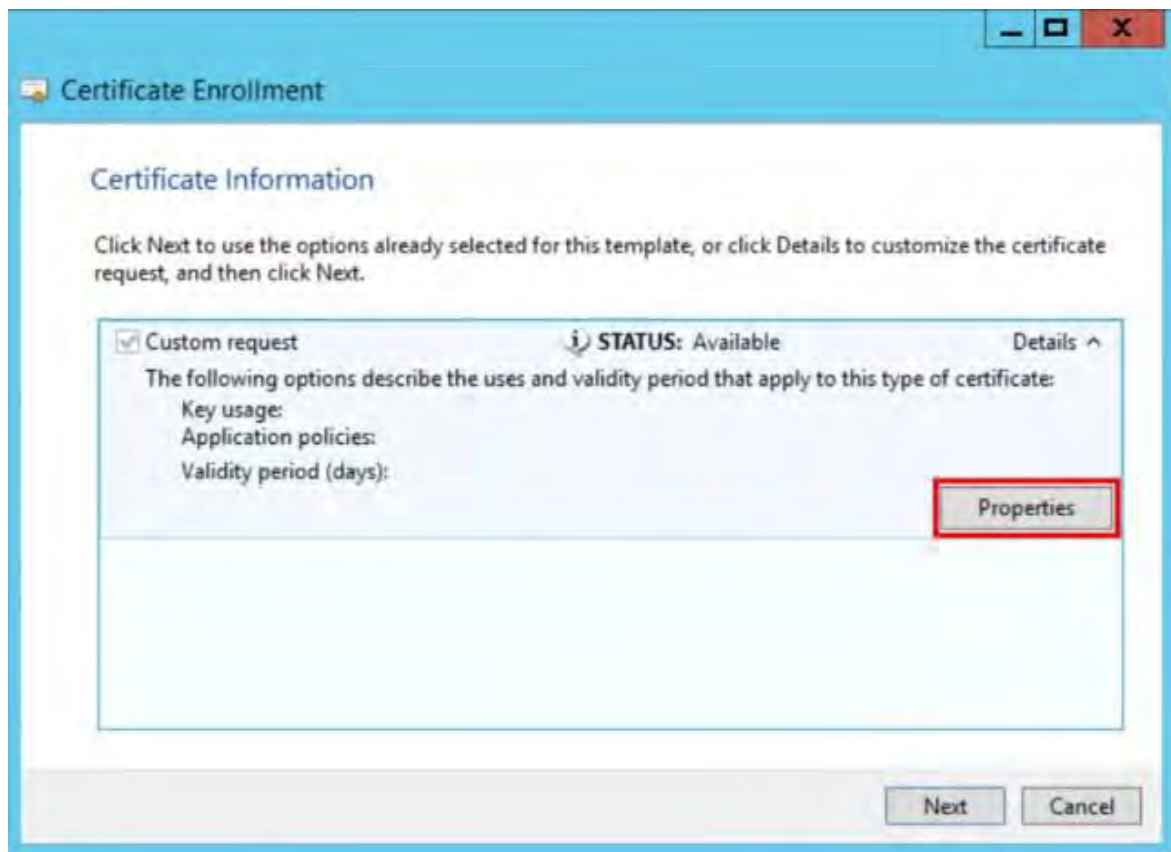 Certificate Enrollment
Certificate Information
Click Next to use the options already selected for this template, or click Details to customize the certificate
request, and then click Next.
Custom request STATUS: Available Details
The following options describe the uses and validity period that apply to this type of certificate:
Key usage:
Application policies:
Validity period (days):
Properties
Next Cancel